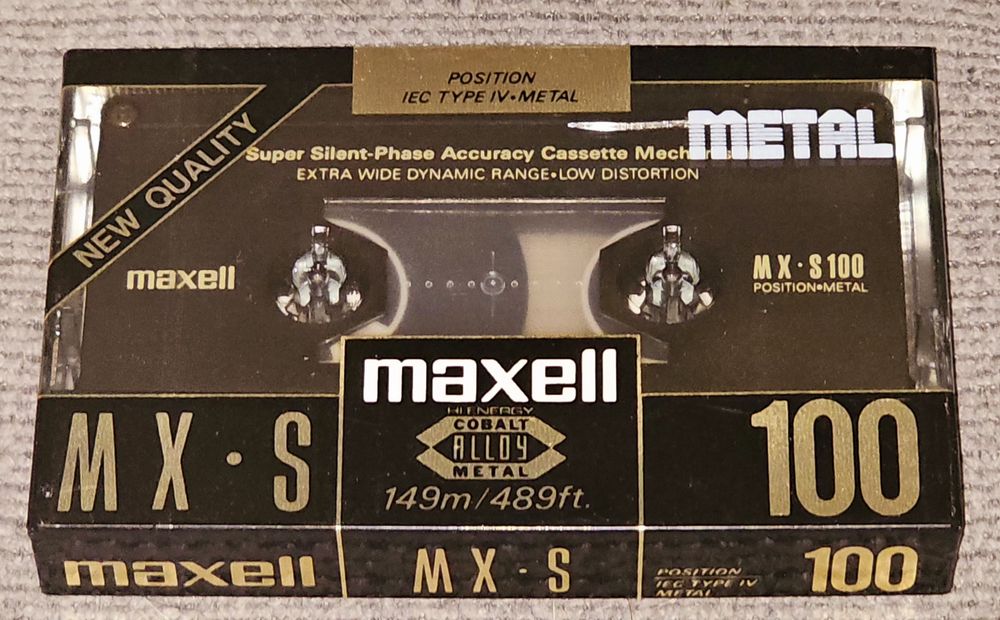 POSITION
IEC TYPE IV•METAL
METAL
NEW QUALITY
Super Silent-Phase Accuracy Cassette
EXTRA WIDE DYNAMIC RANGE•LOW DISTORTION
maxell
MX·S100
POSITION•METAL
maxell
HI ENERGY
COBALT
ALLOY
METAL
149m/489ft.
MX·S
100
maxell
MX·S
POSITION
IEC TYPE IV
METAL
100